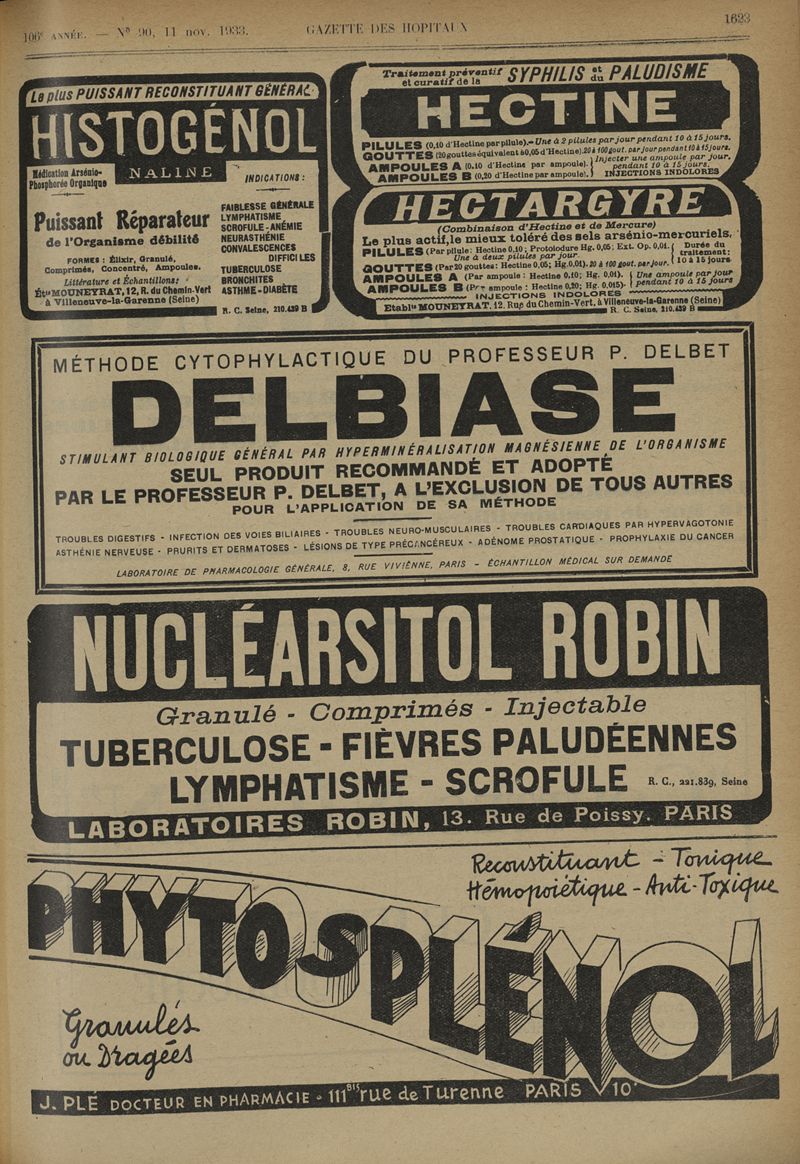 106e ANNÉE. — No 90, 11 nov. 1933. GAZETTE DES HOPITAUX 1623
Le plus PUISSANT RECONSTITUANT GÉNÉRAL
HISTOGÉNOL
Médication Arsénio-
Phosphorée Organique
NALINE
INDICATIONS :
Puissant Réparateur
de l'Organisme débilité
FORMES : Élixir, Granulé,
Comprimés, Concentré, Ampoules.
Littérature et Échantillons :
Éts MOUNEYRAT, 12, R. du Chemin-Vert
à Villeneuve-la-Garenne (Seine)
FAIBLESSE GÉNÉRALE
LYMPHATISME
SCROFULE - ANÉMIE
NEURASTHÉNIE
CONVALESCENCES
DIFFICILES
TUBERCULOSE
BRONCHITES
ASTHME - DIABÈTE
R. C. Seine, 210.439 B
Traitement préventif et curatif de la SYPHILIS et du PALUDISME
HECTINE
PILULES (0,10 d'Hectine par pilule).- Une à 2 pilules par jour pendant 10 à 15 jours.
GOUTTES (20 gouttes équivalent à 0,05 d'Hectine). 20 à 100 gout. par jour pendant 10 à 15 jours.
AMPOULES A (0,10 d'Hectine par ampoule). Injecter une ampoule par jour,
AMPOULES B (0,20 d'Hectine par ampoule). pendant 10 à 15 jours.
INJECTIONS INDOLORES
HECTARGYRE
(Combinaison d'Hectine et de Mercure)
Le plus actif, le mieux toléré des sels arsénio-mercuriels.
PILULES (Par pilule : Hectine 0,10 ; Protoiodure Hg. 0,05 ; Ext. Op. 0,01.
Une à deux pilules par jour
GOUTTES (Par 20 gouttes : Hectine 0,05 ; Hg. 0,01). 20 à 100 gout. par jour.
Durée du
traitement :
10 à 15 jours
AMPOULES A (Par ampoule : Hectine 0,10 ; Hg. 0,01). Une ampoule par jour
AMPOULES B (Par ampoule : Hectine 0,20 ; Hg. 0,015). pendant 10 à 15 jours
INJECTIONS INDOLORES
Etablts MOUNEYRAT, 12, Rue du Chemin-Vert, à Villeneuve-la-Garenne (Seine)
R. C. Seine, 210.439 B
MÉTHODE CYTOPHYLACTIQUE DU PROFESSEUR P. DELBET
DELBIASE
STIMULANT BIOLOGIQUE GÉNÉRAL PAR HYPERMINÉRALISATION MAGNÉSIENNE DE L'ORGANISME
SEUL PRODUIT RECOMMANDÉ ET ADOPTÉ
PAR LE PROFESSEUR P. DELBET, A L'EXCLUSION DE TOUS AUTRES
POUR L'APPLICATION DE SA MÉTHODE
TROUBLES DIGESTIFS - INFECTION DES VOIES BILIAIRES - TROUBLES NEURO-MUSCULAIRES - TROUBLES CARDIAQUES PAR HYPERVAGOTONIE
ASTHÉNIE NERVEUSE - PRURITS ET DERMATOSES - LÉSIONS DE TYPE PRÉCANCÉREUX - ADÉNOME PROSTATIQUE - PROPHYLAXIE DU CANCER
LABORATOIRE DE PHARMACOLOGIE GÉNÉRALE, 8, RUE VIVIENNE, PARIS - ÉCHANTILLON MÉDICAL SUR DEMANDE
NUCLÉARSITOL ROBIN
Granulé - Comprimés - Injectable
TUBERCULOSE - FIÈVRES PALUDÉENNES
LYMPHATISME - SCROFULE R. C., 221.839, Seine
LABORATOIRES ROBIN, 13. Rue de Poissy. PARIS
Reconstituant - Tonique
Hémopoïétique - Anti-Toxique
PHYTOSPLÉNOL
Granulés
ou Dragées
J. PLÉ DOCTEUR EN PHARMACIE - 111BIS rue de Turenne PARIS 10e